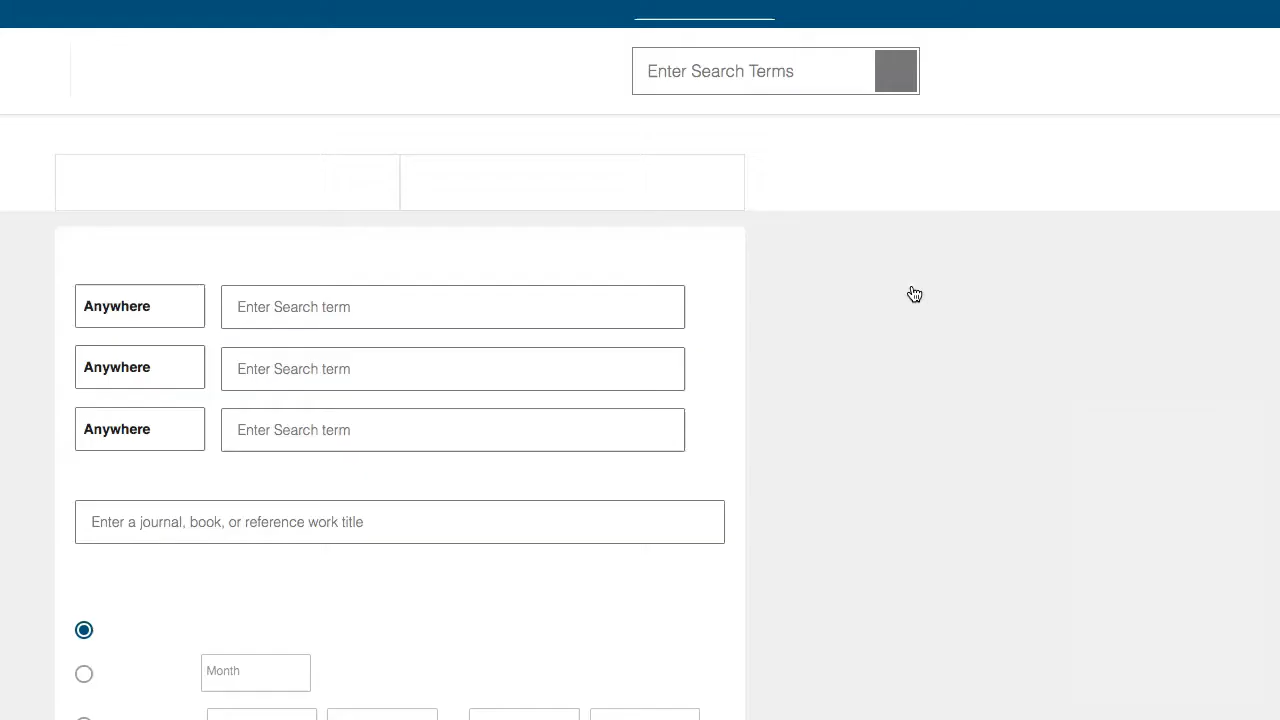 Enter Search Terms
Anywhere
Enter Search term
Anywhere
Enter Search term
Anywhere
Enter Search term
Enter a journal, book, or reference work title
Month